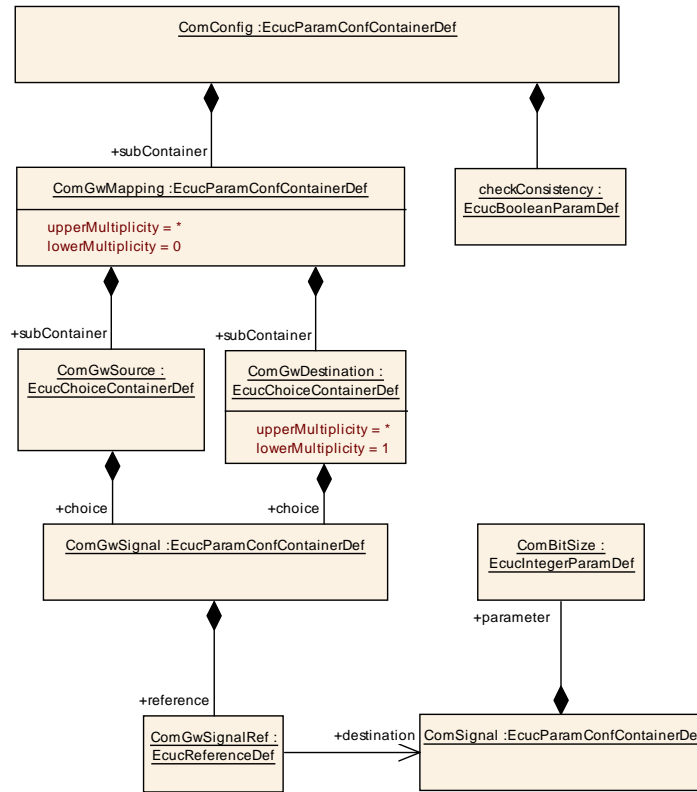 ComConfig :EcucParamConfContainerDef
+subContainer
ComGwMapping :EcucParamConfContainerDef
upperMultiplicity = *
lowerMultiplicity = 0
checkConsistency :
EcucBooleanParamDef
+subContainer
+subContainer
ComGwSource :
EcucChoiceContainerDef
ComGwDestination :
EcucChoiceContainerDef
upperMultiplicity = *
lowerMultiplicity = 1
+choice
+choice
ComGwSignal :EcucParamConfContainerDef
ComBitSize :
EcucIntegerParamDef
+parameter
+reference
ComGwSignalRef :
EcucReferenceDef
+destination
ComSignal :EcucParamConfContainerDef